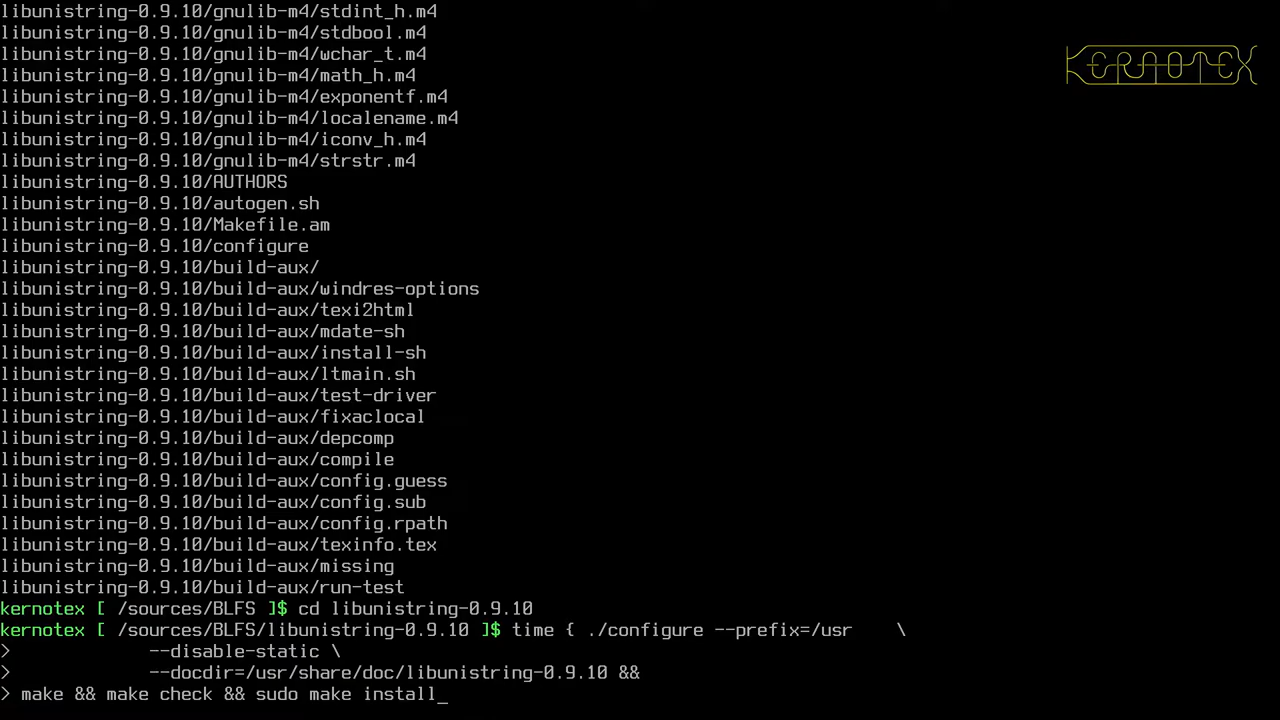 libunistring-0.9.10/gnulib-m4/stdint_h.m4
libunistring-0.9.10/gnulib-m4/stdbool.m4
libunistring-0.9.10/gnulib-m4/wchar_t.m4
libunistring-0.9.10/gnulib-m4/math_h.m4
libunistring-0.9.10/gnulib-m4/exponentf.m4
libunistring-0.9.10/gnulib-m4/localename.m4
libunistring-0.9.10/gnulib-m4/iconv_h.m4
libunistring-0.9.10/gnulib-m4/strstr.m4
libunistring-0.9.10/AUTHORS
libunistring-0.9.10/autogen.sh
libunistring-0.9.10/Makefile.am
libunistring-0.9.10/configure
libunistring-0.9.10/build-aux/
libunistring-0.9.10/build-aux/windres-options
libunistring-0.9.10/build-aux/texi2html
libunistring-0.9.10/build-aux/mdate-sh
libunistring-0.9.10/build-aux/install-sh
libunistring-0.9.10/build-aux/ltmain.sh
libunistring-0.9.10/build-aux/test-driver
libunistring-0.9.10/build-aux/fixaclocal
libunistring-0.9.10/build-aux/depcomp
libunistring-0.9.10/build-aux/compile
libunistring-0.9.10/build-aux/config.guess
libunistring-0.9.10/build-aux/config.sub
libunistring-0.9.10/build-aux/config.rpath
libunistring-0.9.10/build-aux/texinfo.tex
libunistring-0.9.10/build-aux/missing
libunistring-0.9.10/build-aux/run-test
kernotex [ /sources/BLFS ]$ cd libunistring-0.9.10
kernotex [ /sources/BLFS/libunistring-0.9.10 ]$ time { ./configure --prefix=/usr    \
>             --disable-static \
>             --docdir=/usr/share/doc/libunistring-0.9.10 &&
> make && make check && sudo make install_
KERNOTEX